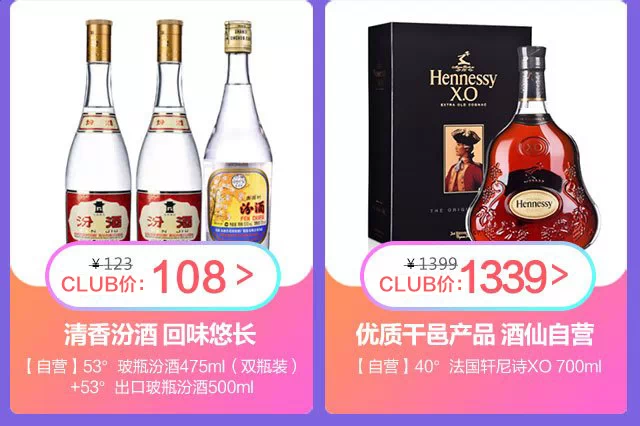 汾酒
汾酒
汾酒
¥123
CLUB价：108 >
清香汾酒 回味悠长
【自营】53° 玻瓶汾酒475ml（双瓶装）
+53° 出口玻瓶汾酒500ml
Hennessy
X.O
EXTRA OLD COGNAC
THE ORIGINAL
XO
Hennessy
¥1399
CLUB价：1339>
优质干邑产品 酒仙自营
【自营】40° 法国轩尼诗XO 700ml